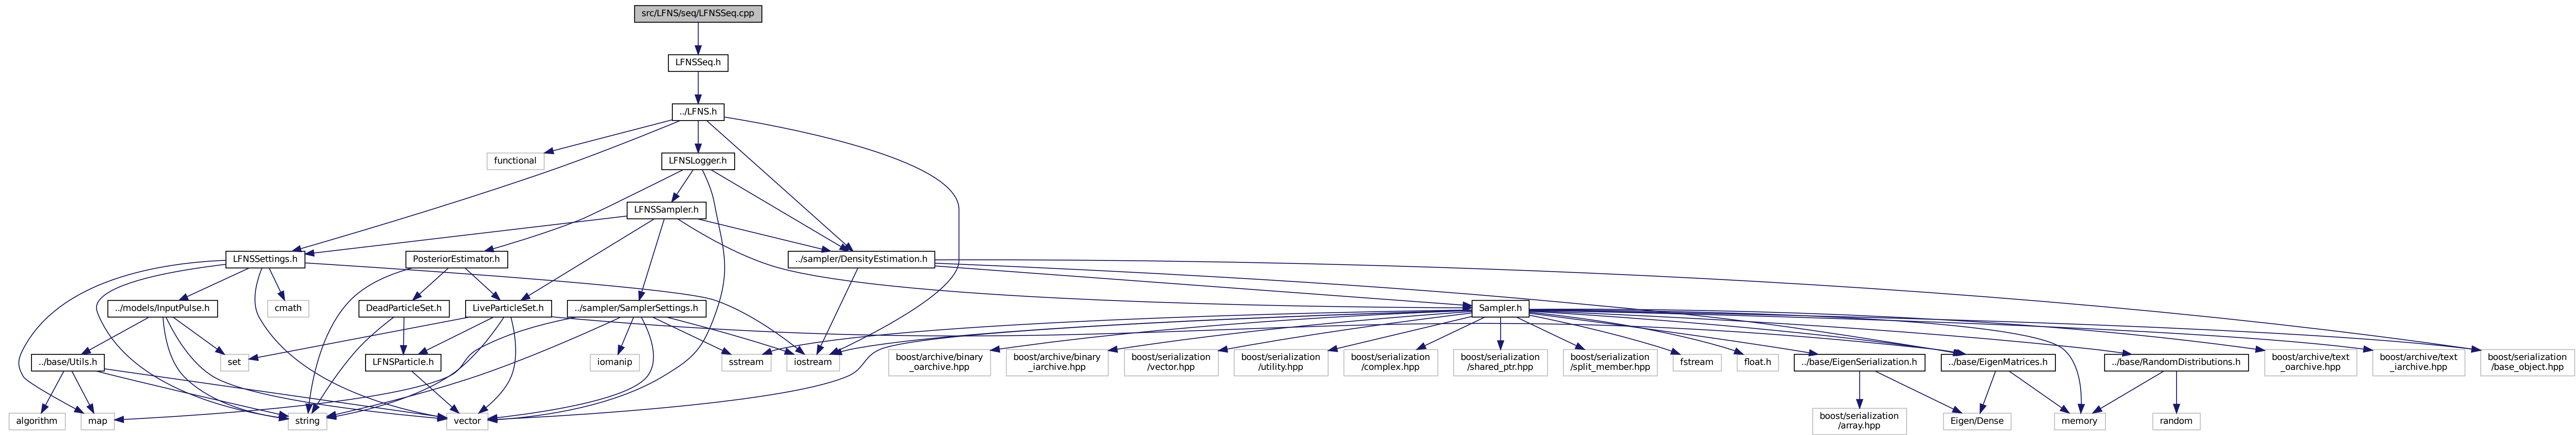 src/LFNS/seq/LFNSSeq.cpp
LFNSSeq.h
../LFNS.h
functional
LFNSLogger.h
LFNSSampler.h
LFNSSettings.h
PosteriorEstimator.h
../sampler/DensityEstimation.h
../models/InputPulse.h
cmath
DeadParticleSet.h
LiveParticleSet.h
../sampler/SamplerSettings.h
Sampler.h
../base/Utils.h
set
LFNSParticle.h
iomanip
sstream
iostream
boost/archive/binary
_oarchive.hpp
boost/archive/binary
_iarchive.hpp
boost/serialization
/vector.hpp
boost/serialization
/utility.hpp
boost/serialization
/complex.hpp
boost/serialization
/shared_ptr.hpp
boost/serialization
/split_member.hpp
fstream
float.h
../base/EigenSerialization.h
../base/EigenMatrices.h
../base/RandomDistributions.h
boost/archive/text
_oarchive.hpp
boost/archive/text
_iarchive.hpp
boost/serialization
/base_object.hpp
algorithm
map
string
vector
boost/serialization
/array.hpp
Eigen/Dense
memory
random